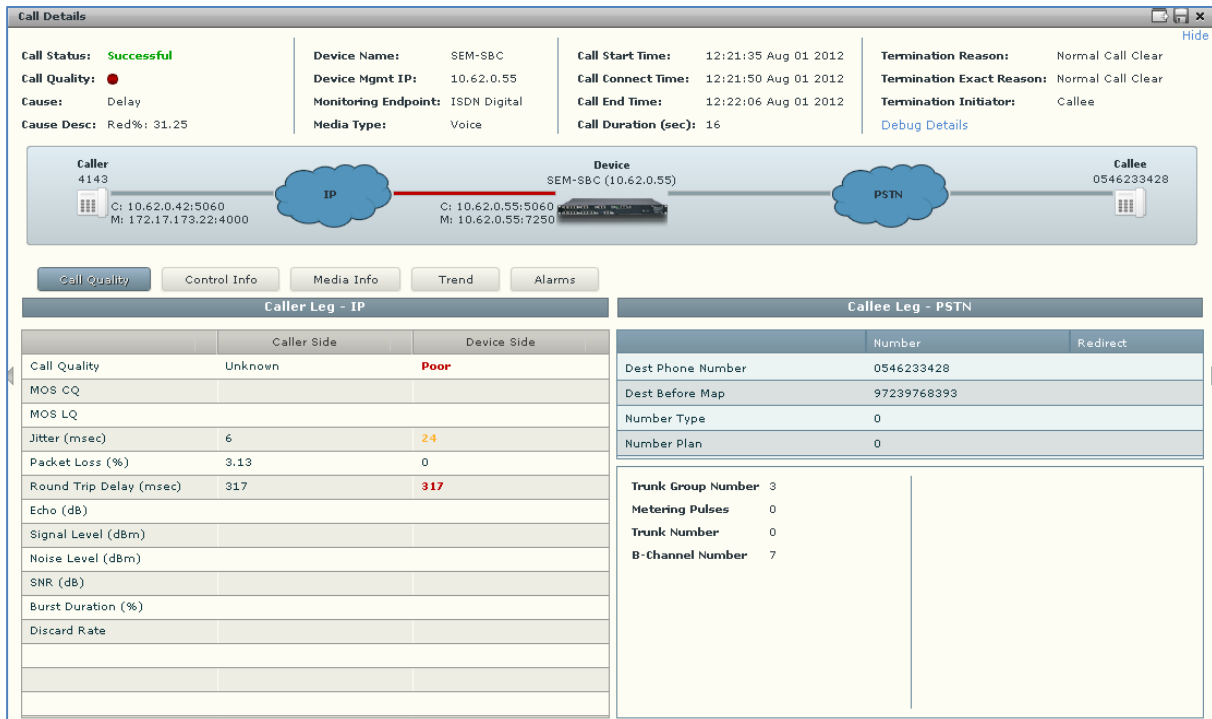 Call Details
Hide
Call Status: Successful
Call Quality:
Cause: Delay
Cause Desc: Red%: 31.25
Device Name: SEM-SBC
Device Mgmt IP: 10.62.0.55
Monitoring Endpoint: ISDN Digital
Media Type: Voice
Call Start Time: 12:21:35 Aug 01 2012
Call Connect Time: 12:21:50 Aug 01 2012
Call End Time: 12:22:06 Aug 01 2012
Call Duration (sec): 16
Termination Reason: Normal Call Clear
Termination Exact Reason: Normal Call Clear
Termination Initiator: Callee
Debug Details
Caller
4143
C: 10.62.0.42:5060
M: 172.17.173.22:4000
IP
Device
SEM-SBC (10.62.0.55)
C: 10.62.0.55:5060
M: 10.62.0.55:7250
PSTN
Callee
0546233428
Call Quality Control Info Media Info Trend Alarms
Caller Leg - IP
Caller Side Device Side
Call Quality Unknown Poor
MOS CQ
MOS LQ
Jitter (msec) 6 24
Packet Loss (%) 3.13 0
Round Trip Delay (msec) 317 317
Echo (dB)
Signal Level (dBm)
Noise Level (dBm)
SNR (dB)
Burst Duration (%)
Discard Rate
Callee Leg - PSTN
Number Redirect
Dest Phone Number 0546233428
Dest Before Map 97239768393
Number Type 0
Number Plan 0
Trunk Group Number 3
Metering Pulses 0
Trunk Number 0
B-Channel Number 7